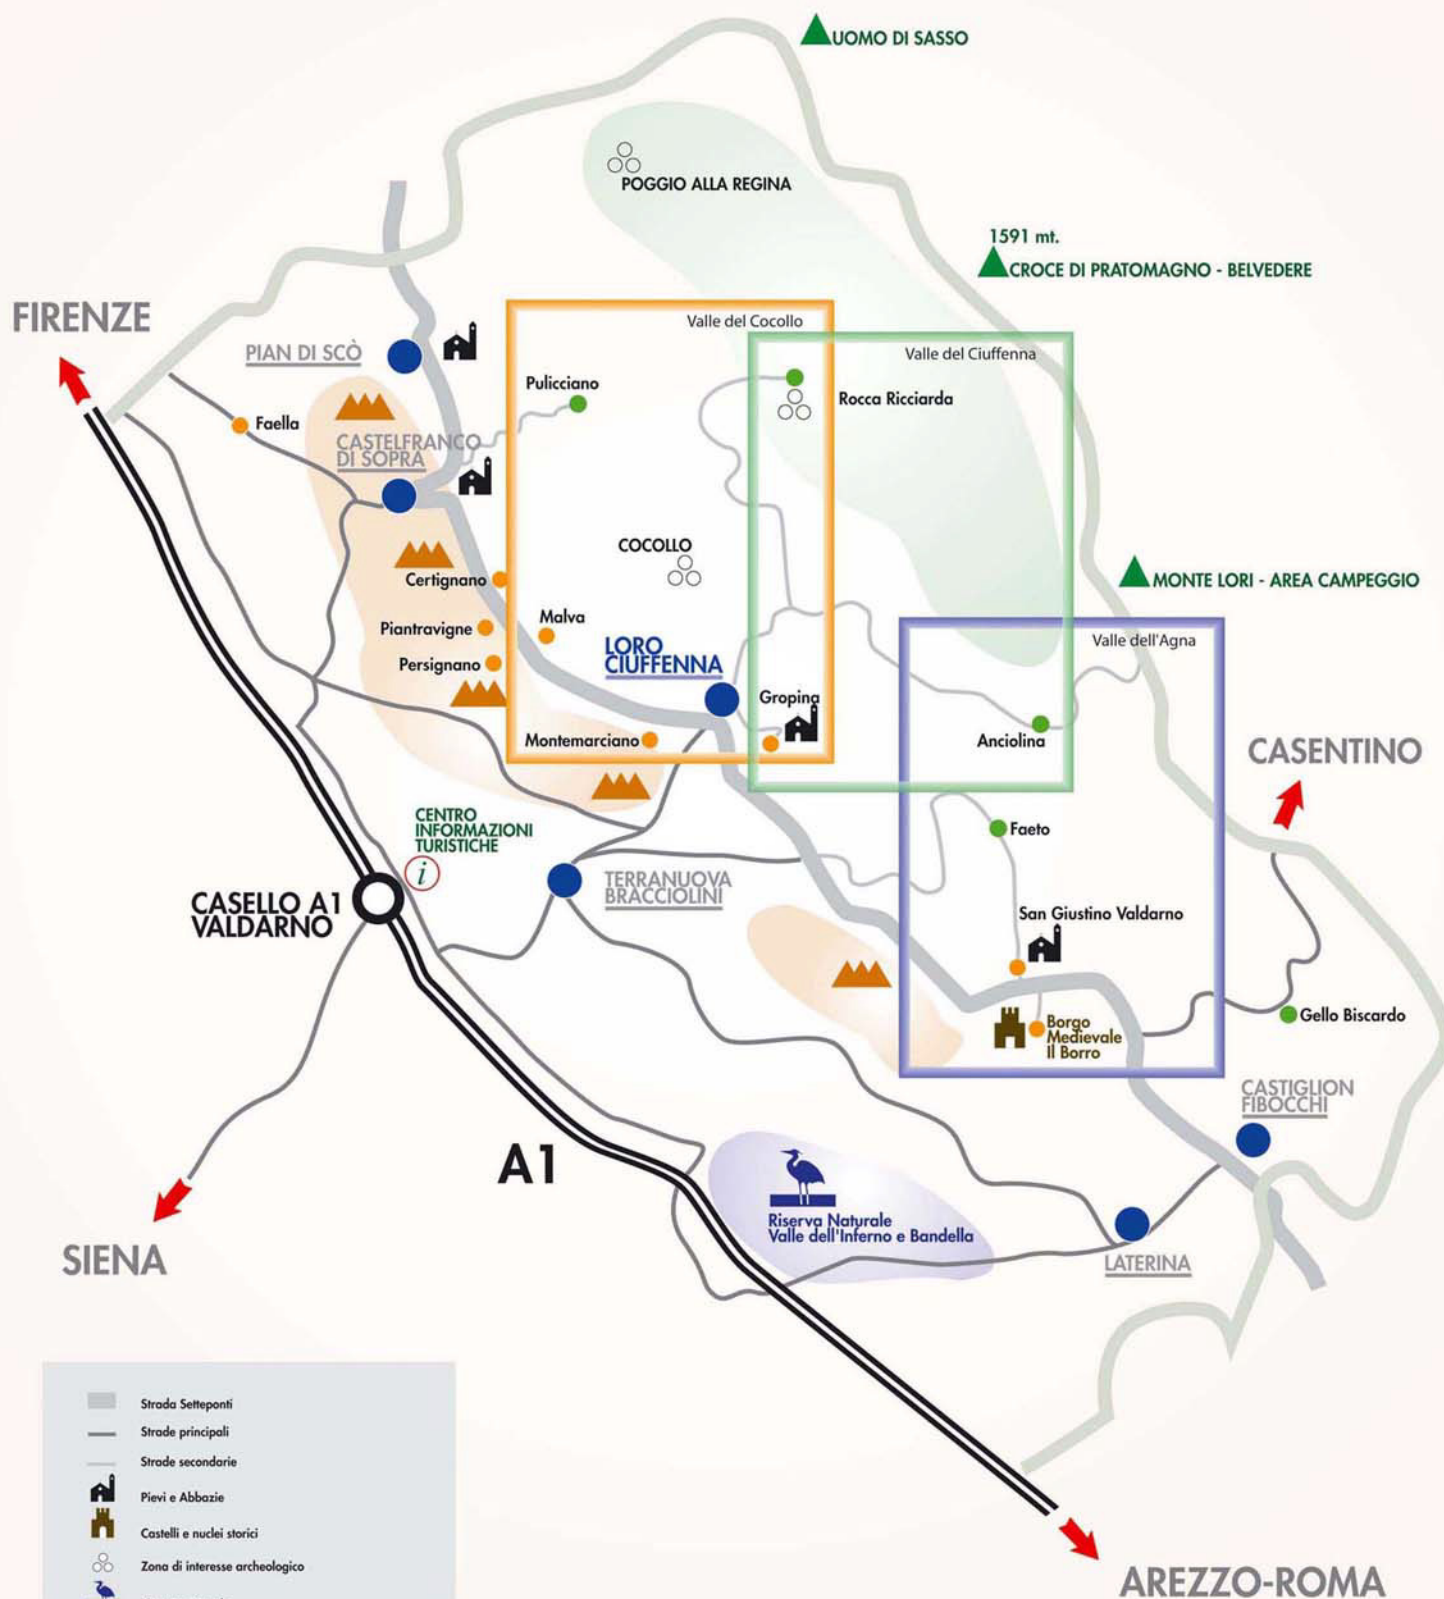 UOMO DI SASSO
POGGIO ALLA REGINA
1591 mt.
CROCE DI PRATOMAGNO - BELVEDERE
FIRENZE
Valle del Cocollo
PIAN DI SCÒ
Valle del Ciuffenna
Pulicciano
Rocca Ricciarda
Faella
CASTELFRANCO
DI SOPRA
COCOLLO
Certignano
MONTE LORI - AREA CAMPEGGIO
Malva
Piantravigne
LORO
CIUFFENNA
Valle dell'Agna
Persignano
Gropina
Montemarciano
Anciolina
CASENTINO
CENTRO
INFORMAZIONI
TURISTICHE
i
Faeto
TERRANUOVA
BRACCIOLINI
CASELLO A1
VALDARNO
San Giustino Valdarno
Gello Biscardo
Borgo
Medievale
Il Borro
CASTIGLION
FIBOCCHI
A1
Riserva Naturale
Valle dell'Inferno e Bandella
SIENA
LATERINA
Strada Setteponti
Strade principali
Strade secondarie
Pievi e Abbazie
Castelli e nuclei storici
Zona di interesse archeologico
AREZZO-ROMA